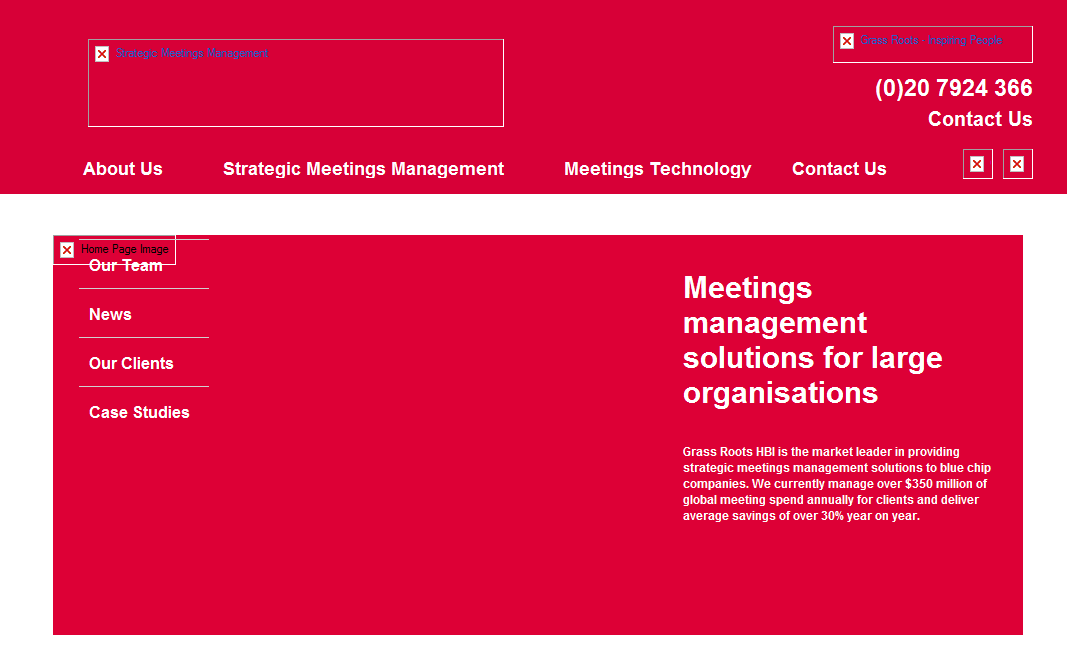 Strategic Meetings Management
Grass Roots - Inspiring People
(0)20 7924 366
Contact Us
About Us
Strategic Meetings Management
Meetings Technology
Contact Us
Home Page Image
Our Team
News
Our Clients
Case Studies
Meetings
management
solutions for large
organisations
Grass Roots HBI is the market leader in providing
strategic meetings management solutions to blue chip
companies. We currently manage over $350 million of
global meeting spend annually for clients and deliver
average savings of over 30% year on year.